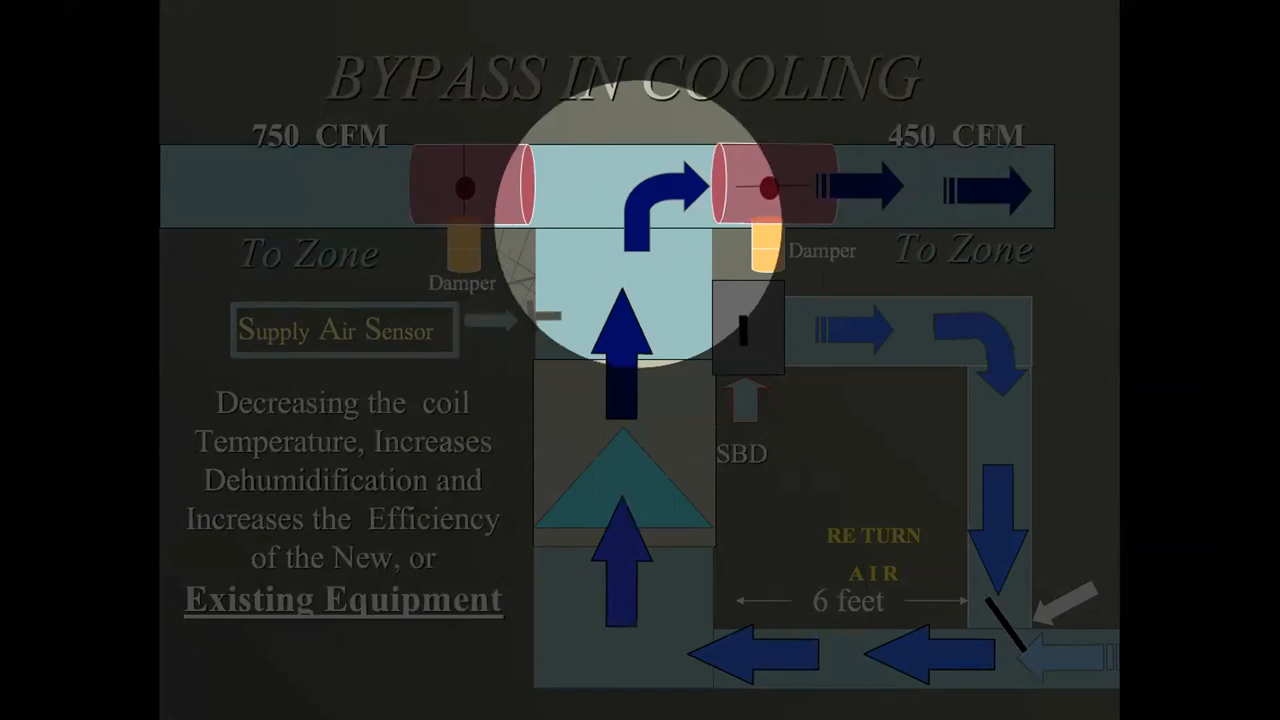 BYPASS IN COOLING
750 CFM
450 CFM
To Zone
Damper
Damper
To Zone
Supply Air Sensor
SBD
Decreasing the coil
Temperature, Increases
Dehumidification and
Increases the Efficiency
of the New, or
Existing Equipment
RE TURN
A I R
6 feet